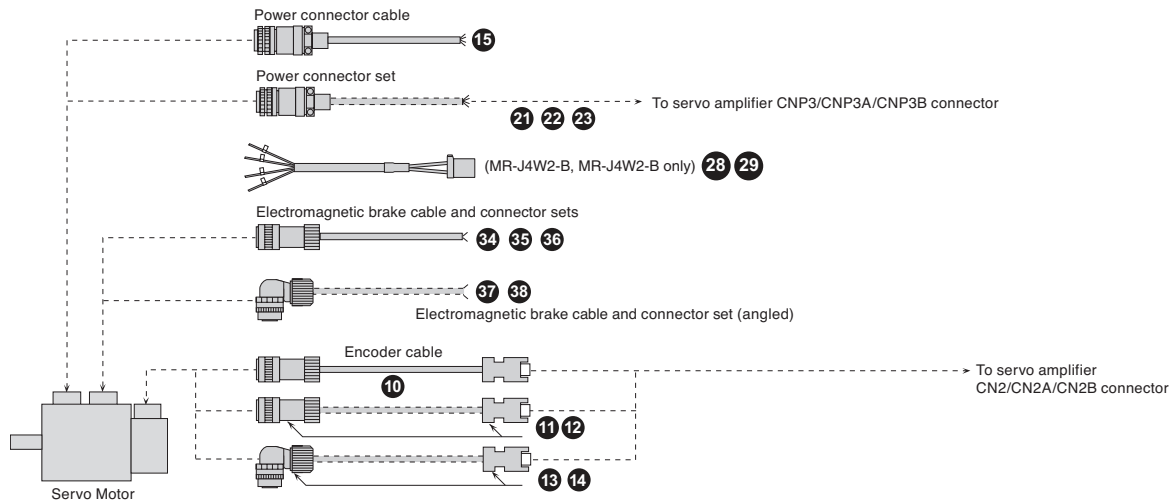 Power connector cable
15
Power connector set
To servo amplifier CNP3/CNP3A/CNP3B connector
21 22 23
(MR-J4W2-B, MR-J4W2-B only) 28 29
Electromagnetic brake cable and connector sets
34 35 36
37 38
Electromagnetic brake cable and connector set (angled)
Encoder cable
10
To servo amplifier
CN2/CN2A/CN2B connector
11 12
13 14
Servo Motor